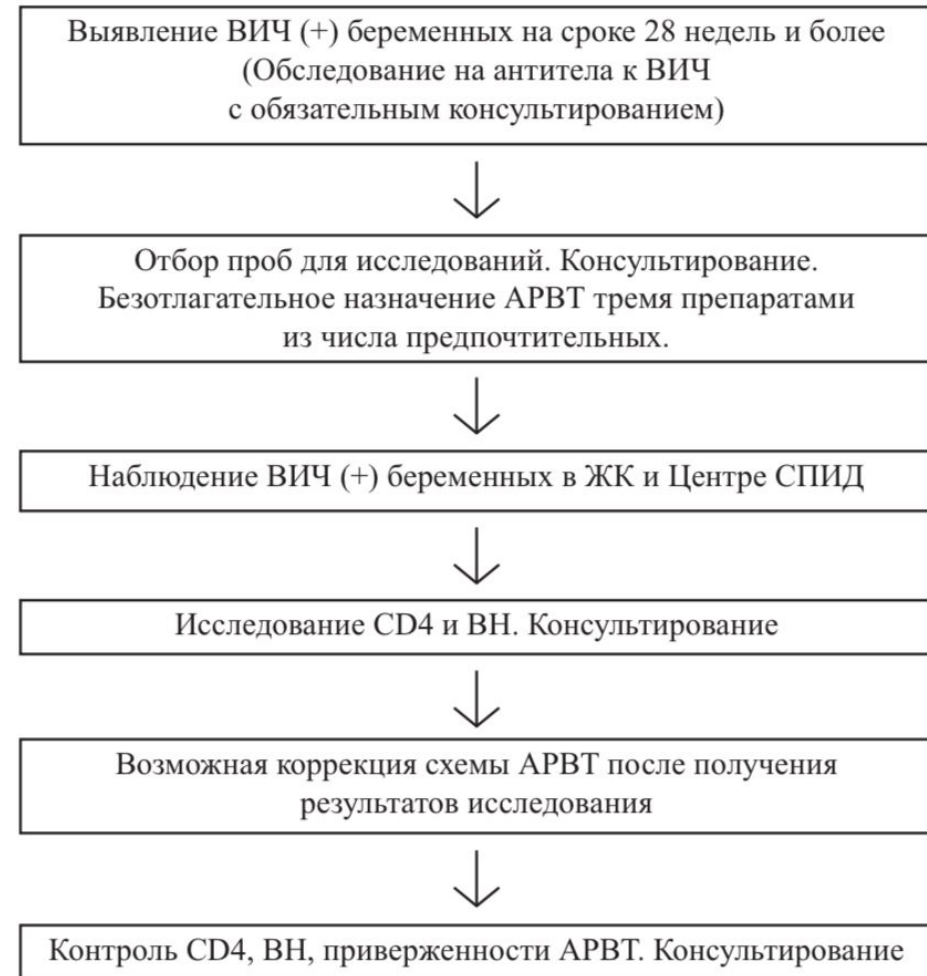 Выявление ВИЧ (+) беременных на сроке 28 недель и более
(Обследование на антитела к ВИЧ
с обязательным консультированием)
Отбор проб для исследований. Консультирование.
Безотлагательное назначение АРВТ тремя препаратами
из числа предпочтительных.
Наблюдение ВИЧ (+) беременных в ЖК и Центре СПИД
Исследование CD4 и ВН. Консультирование
Возможная коррекция схемы АРВТ после получения
результатов исследования
Контроль CD4, ВН, приверженности АРВТ. Консультирование